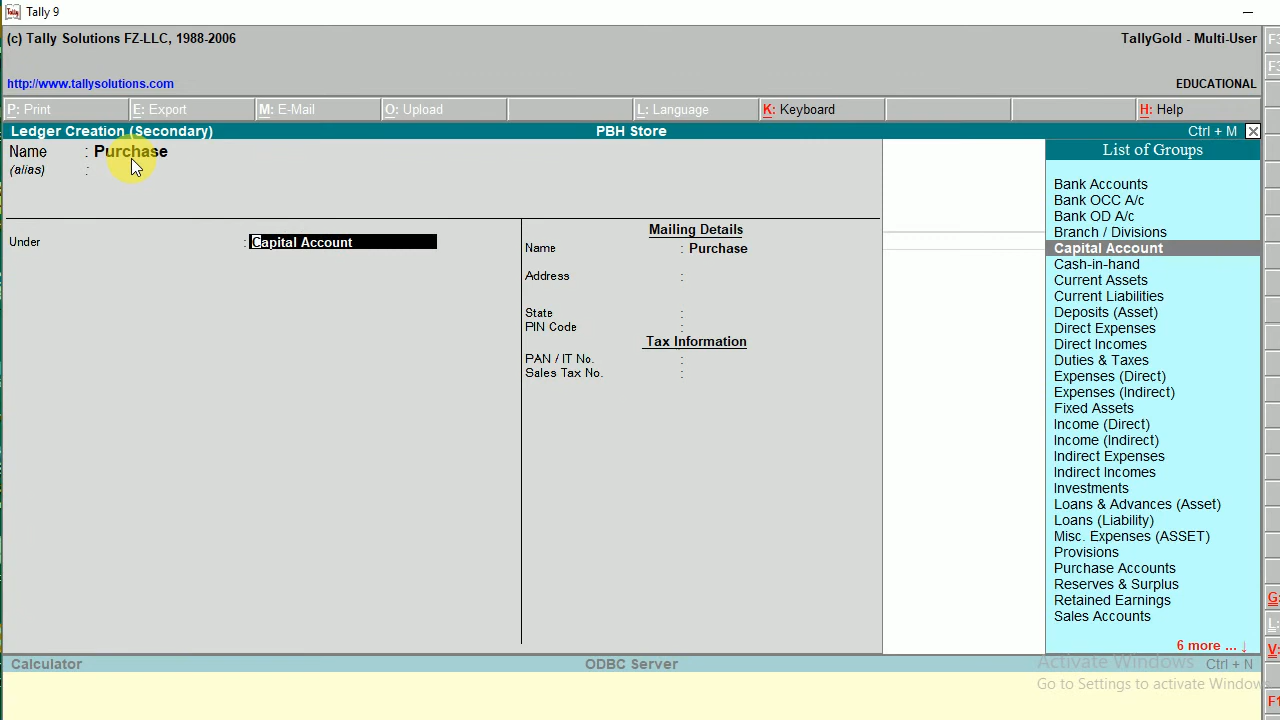 Tally 9
(c) Tally Solutions FZ-LLC, 1988-2006
TallyGold - Multi-User
http://www.tallysolutions.com
EDUCATIONAL
P: Print
E: Export
M: E-Mail
O: Upload
L: Language
K: Keyboard
H: Help
Ledger Creation (Secondary)
PBH Store
Ctrl + M
Name : Purchase
(alias) :
Under : Capital Account
Mailing Details
Name : Purchase
Address :
State :
PIN Code :
Tax Information
PAN / IT No. :
Sales Tax No. :
List of Groups
Bank Accounts
Bank OCC A/c
Bank OD A/c
Branch / Divisions
Capital Account
Cash-in-hand
Current Assets
Current Liabilities
Deposits (Asset)
Direct Expenses
Direct Incomes
Duties & Taxes
Expenses (Direct)
Expenses (Indirect)
Fixed Assets
Income (Direct)
Income (Indirect)
Indirect Expenses
Indirect Incomes
Investments
Loans & Advances (Asset)
Loans (Liability)
Misc. Expenses (ASSET)
Provisions
Purchase Accounts
Reserves & Surplus
Retained Earnings
Sales Accounts
6 more ... ↓
G:
L:
V:
F1
Calculator
ODBC Server
Ctrl + N
Activate Windows
Go to Settings to activate Windows